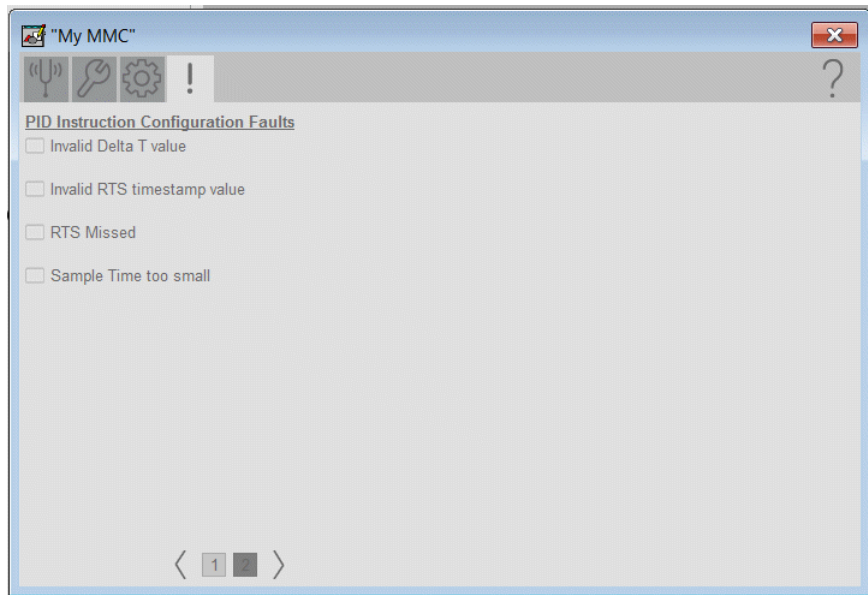 "My MMC"
PID Instruction Configuration Faults
Invalid Delta T value
Invalid RTS timestamp value
RTS Missed
Sample Time too small
1 2